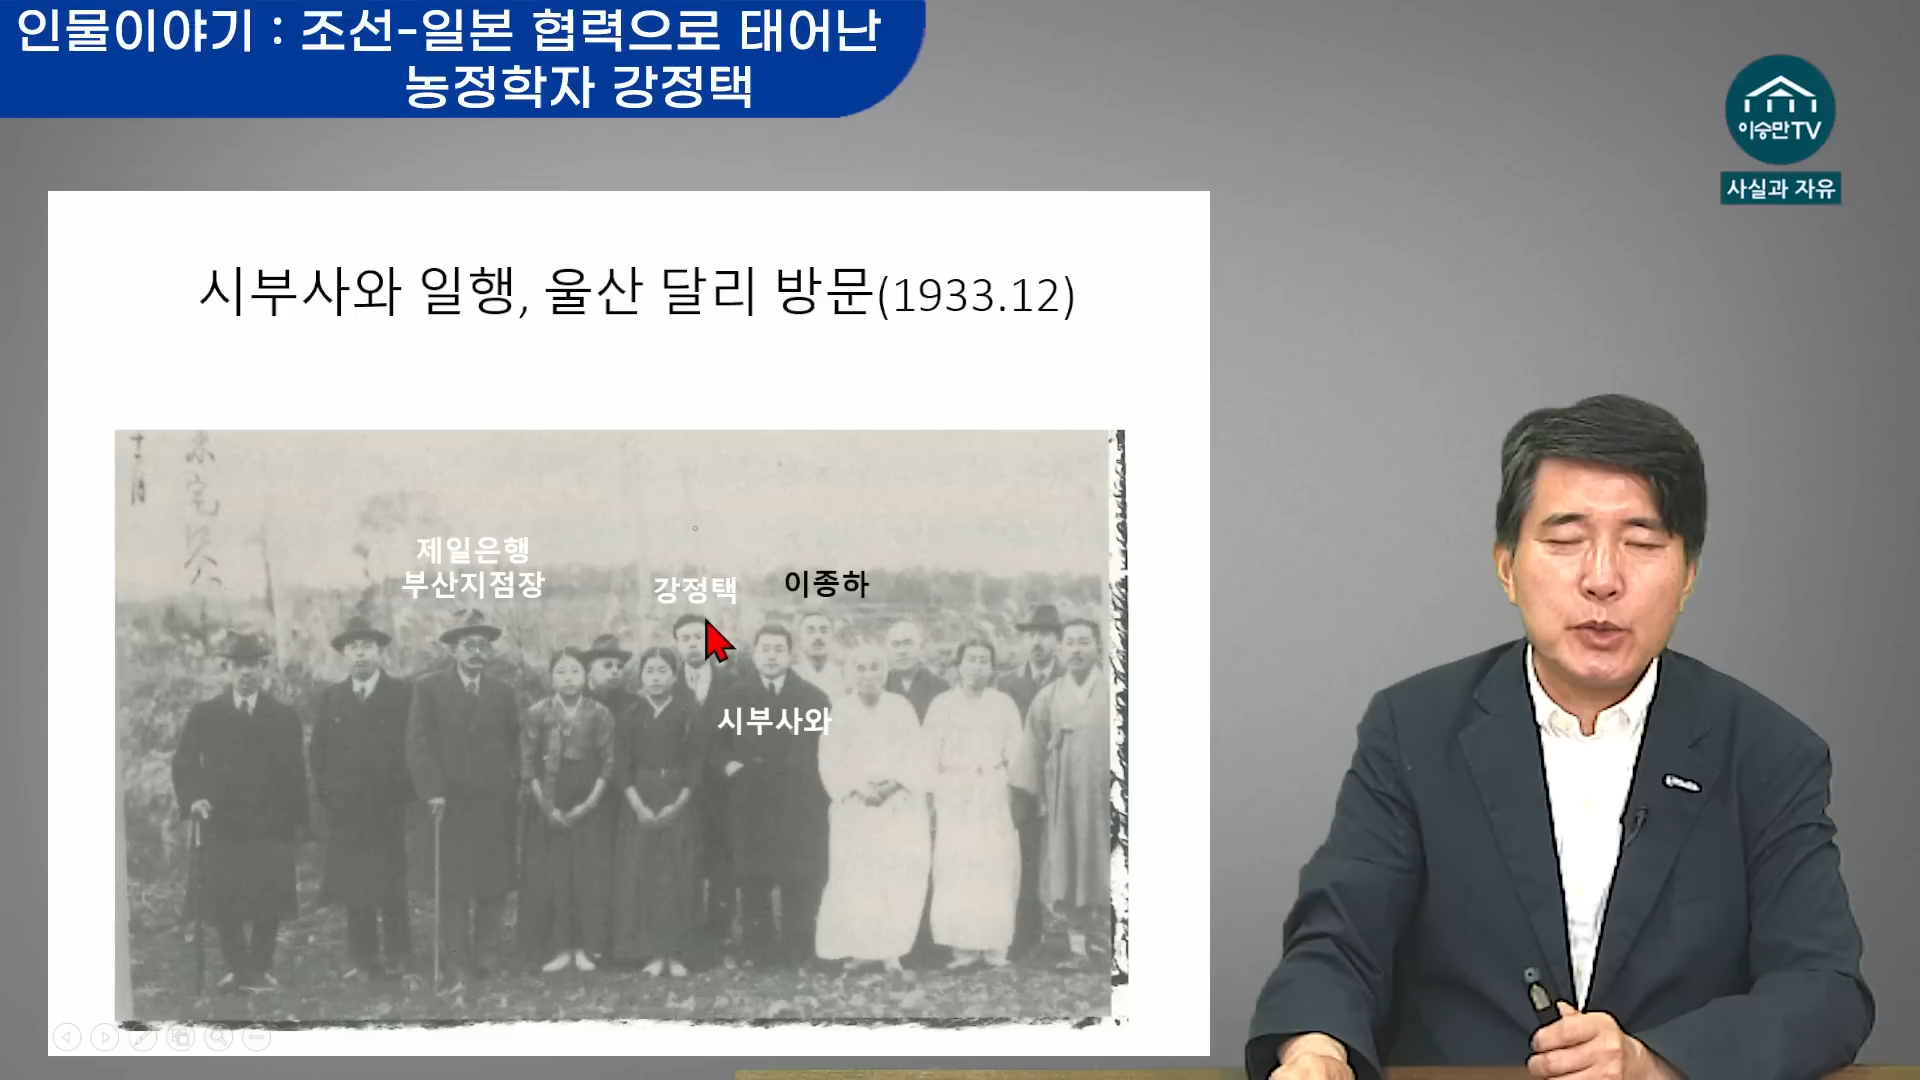 인물이야기 : 조선-일본 협력으로 태어난
농정학자 강정택
이승만TV
사실과 자유
시부사와 일행, 울산 달리 방문(1933.12)
十二月
제일은행
부산지점장
강정택
이종하
시부사와